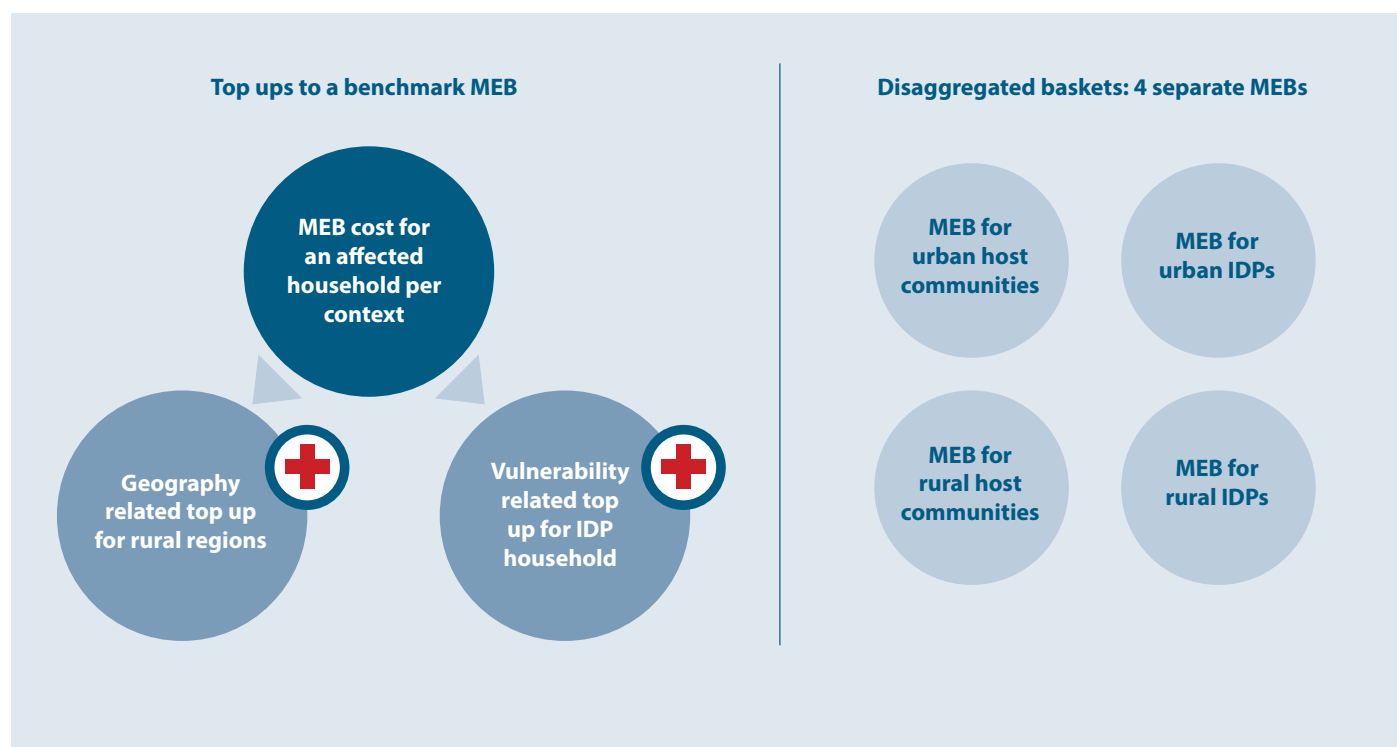 Top ups to a benchmark MEB
MEB cost for
an affected
household per
context
Geography
related top up
for rural regions
Vulnerability
related top
up for IDP
household
Disaggregated baskets: 4 separate MEBs
MEB for
urban host
communities
MEB for
urban IDPs
MEB for
rural host
communities
MEB for
rural IDPs